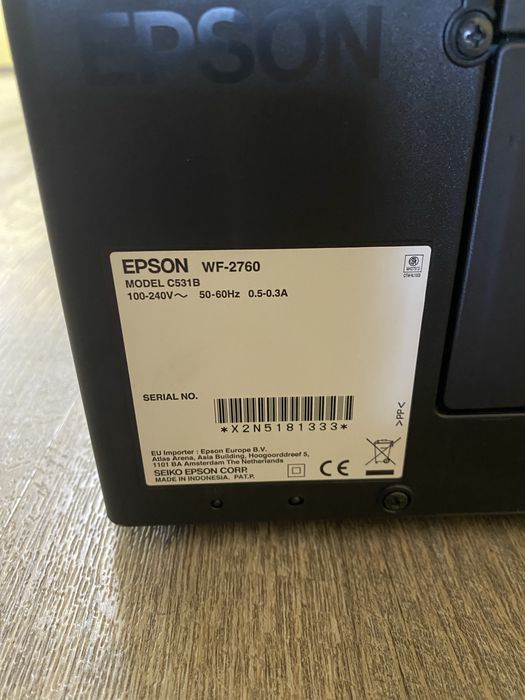 EPSON
EPSON WF-2760
MODEL C531B
100-240V～ 50-60Hz 0.5-0.3A
SERIAL NO.
*X2N5181333*
>PP<
EU Importer : Epson Europe B.V.
Atlas Arena, Asia Building, Hoogoorddreef 5,
1101 BA Amsterdam The Netherlands
SEIKO EPSON CORP.
MADE IN INDONESIA. PAT.P.
CE